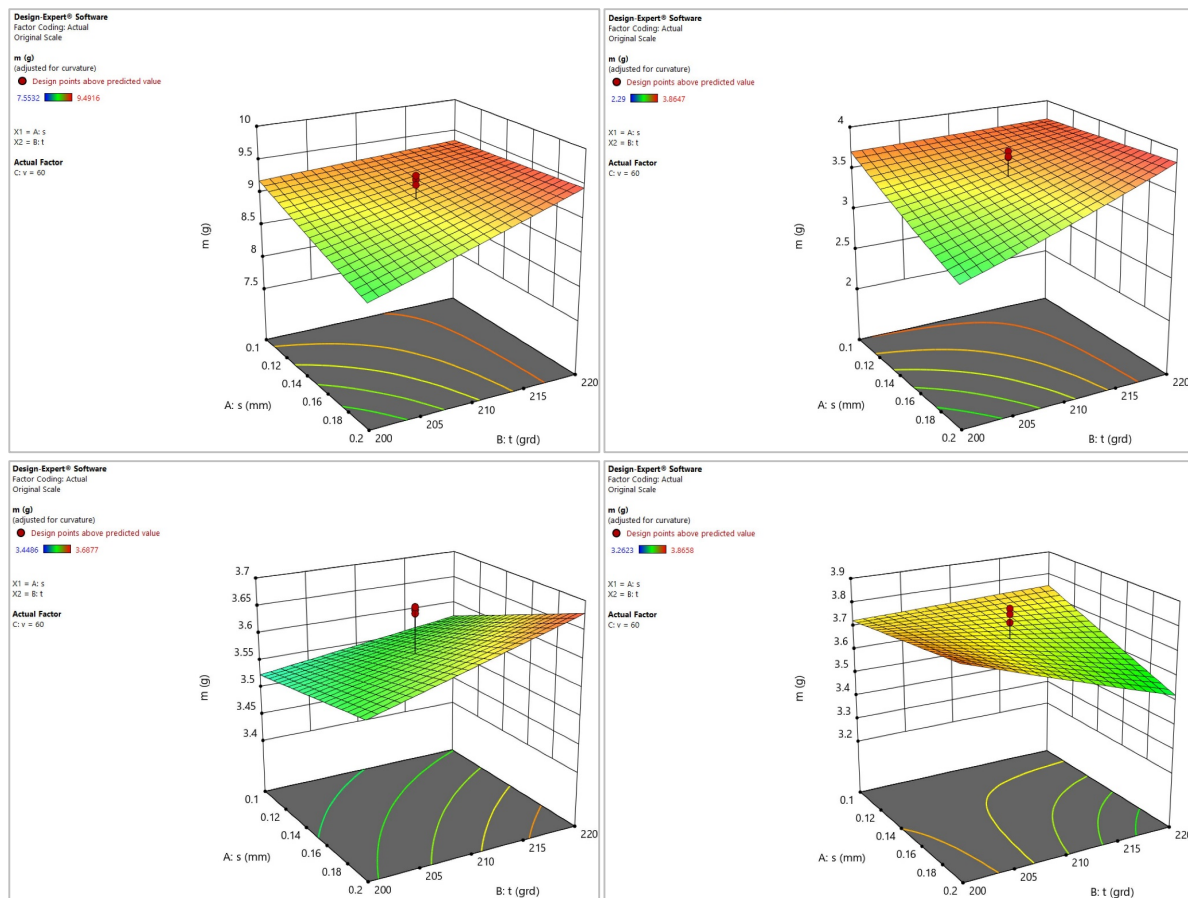 Design-Expert® Software
Factor Coding: Actual
Original Scale
m (g)
(adjusted for curvature)
Design points above predicted value
7.5532 9.4916
X1 = A: s
X2 = B: t
Actual Factor
C: v = 60
10
9.5
9
8.5
8
7.5
m (g)
0.1
0.12
0.14
0.16
0.18
0.2
A: s (mm)
200
205
210
215
220
B: t (grd)
Design-Expert® Software
Factor Coding: Actual
Original Scale
m (g)
(adjusted for curvature)
Design points above predicted value
2.29 3.8647
X1 = A: s
X2 = B: t
Actual Factor
C: v = 60
4
3.5
3
2.5
2
m (g)
0.1
0.12
0.14
0.16
0.18
0.2
A: s (mm)
200
205
210
215
220
B: t (grd)
Design-Expert® Software
Factor Coding: Actual
Original Scale
m (g)
(adjusted for curvature)
Design points above predicted value
3.4486 3.6877
X1 = A: s
X2 = B: t
Actual Factor
C: v = 60
3.7
3.65
3.6
3.55
3.5
3.45
3.4
m (g)
0.1
0.12
0.14
0.16
0.18
0.2
A: s (mm)
200
205
210
215
220
B: t (grd)
Design-Expert® Software
Factor Coding: Actual
Original Scale
m (g)
(adjusted for curvature)
Design points above predicted value
3.2623 3.8658
X1 = A: s
X2 = B: t
Actual Factor
C: v = 60
3.9
3.8
3.7
3.6
3.5
3.4
3.3
3.2
m (g)
0.1
0.12
0.14
0.16
0.18
0.2
A: s (mm)
200
205
210
215
220
B: t (grd)